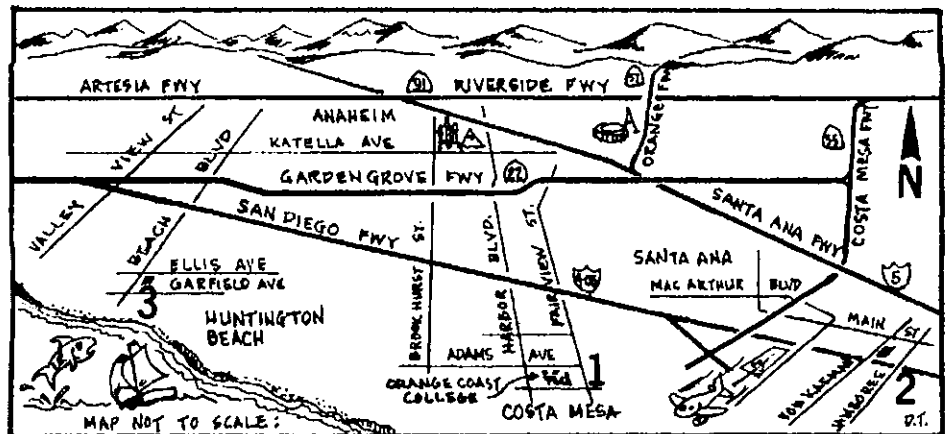 ARTESIA FWY
91
RIVERSIDE FWY
57
ORANGE FWY
VALLEY VIEW ST
BEACH BLVD
ANAHEIM
KATELLA AVE
GARDEN GROVE FWY
22
55
COSTA MESA FWY
N
SAN DIEGO FWY
SANTA ANA FWY
5
BROOKHURST ST.
HARBOR BLVD.
FAIRVIEW ST.
SANTA ANA
MAC ARTHUR BLVD
MAIN ST
ELLIS AVE
GARFIELD AVE
3
HUNTINGTON
BEACH
ADAMS AVE
ORANGE COAST
COLLEGE
1
COSTA MESA
VON KARMAN
2
D.T.
MAP NOT TO SCALE: